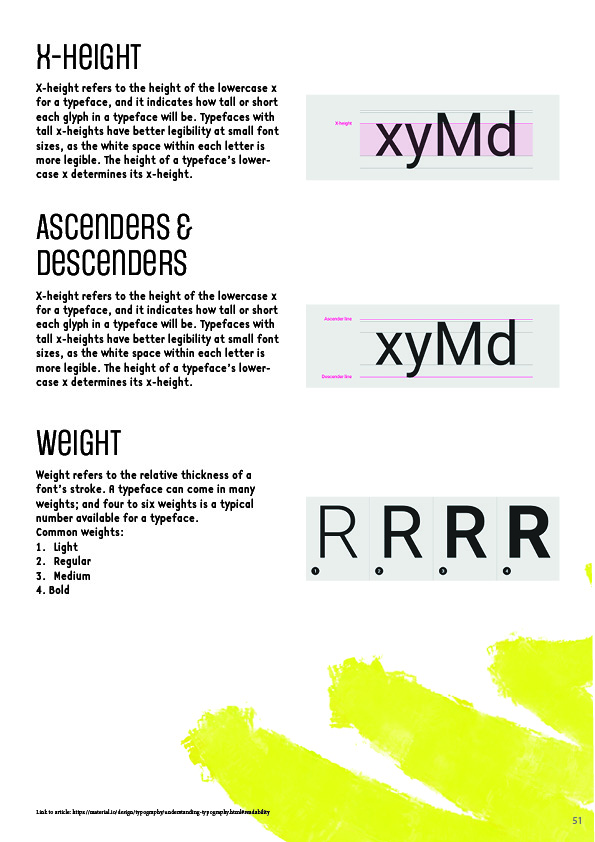 X-HEIGHT
X-height refers to the height of the lowercase x
for a typeface, and it indicates how tall or short
each glyph in a typeface will be. Typefaces with
tall x-heights have better legibility at small font
sizes, as the white space within each letter is
more legible. The height of a typeface's lower-
case x determines its x-height.
X-height
xyMd
ASCENDERS &
DESCENDERS
X-height refers to the height of the lowercase x
for a typeface, and it indicates how tall or short
each glyph in a typeface will be. Typefaces with
tall x-heights have better legibility at small font
sizes, as the white space within each letter is
more legible. The height of a typeface's lower-
case x determines its x-height.
Ascender line
xyMd
Descender line
WEIGHT
Weight refers to the relative thickness of a
font's stroke. A typeface can come in many
weights; and four to six weights is a typical
number available for a typeface.
Common weights:
1. Light
2. Regular
3. Medium
4. Bold
R R R R
1 2 3 4
Link to article: https://material.io/design/typography/understanding-typography.html#readability
51